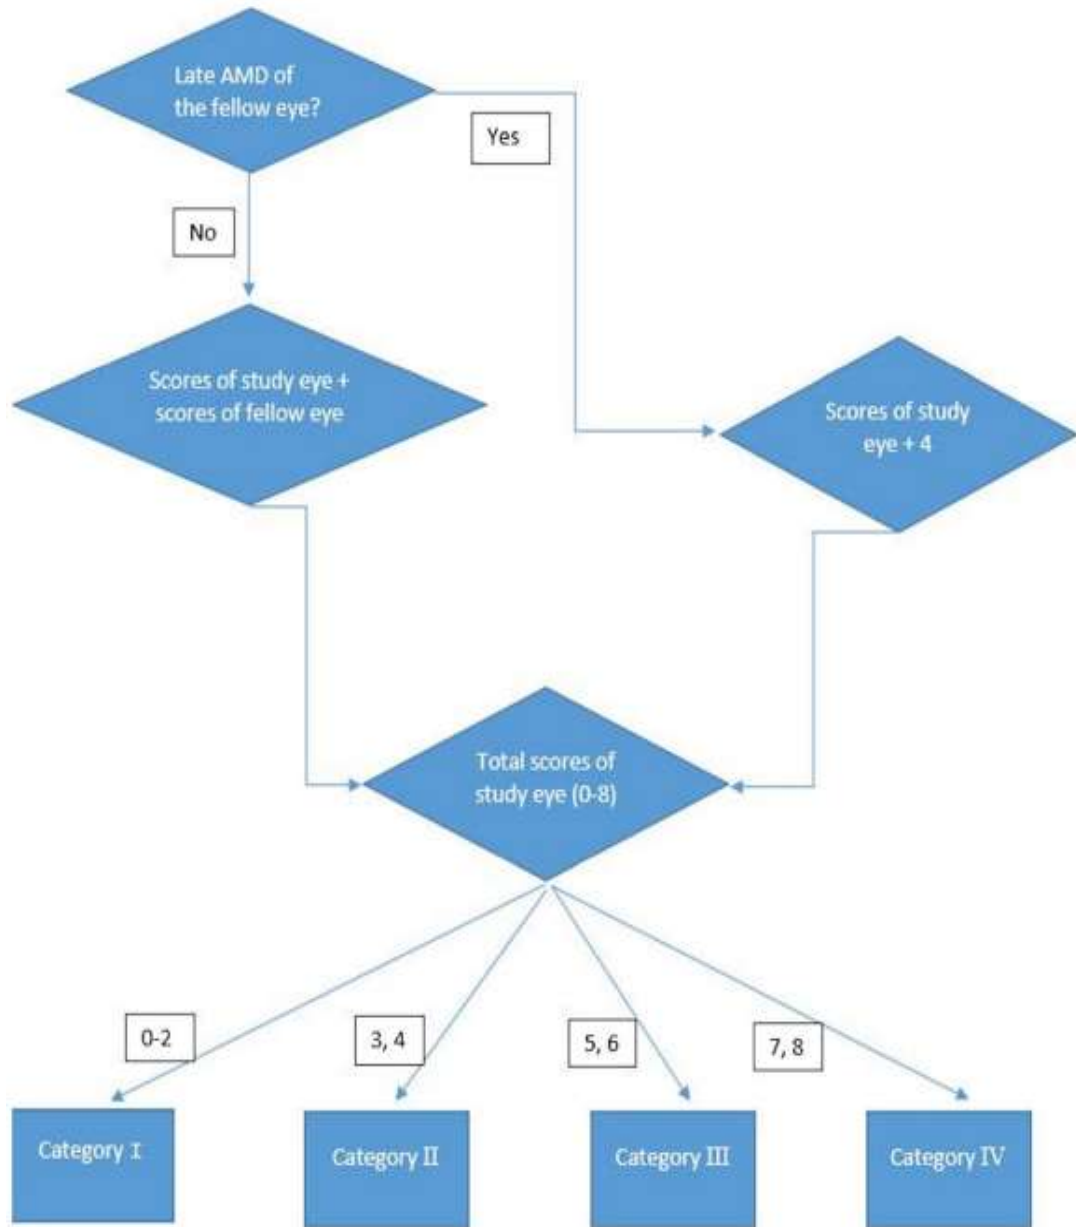 Late AMD of
the fellow eye?
Yes
No
Scores of study eye +
scores of fellow eye
Scores of study
eye + 4
Total scores of
study eye (0-8)
0-2
3, 4
5, 6
7, 8
Category I
Category II
Category III
Category IV